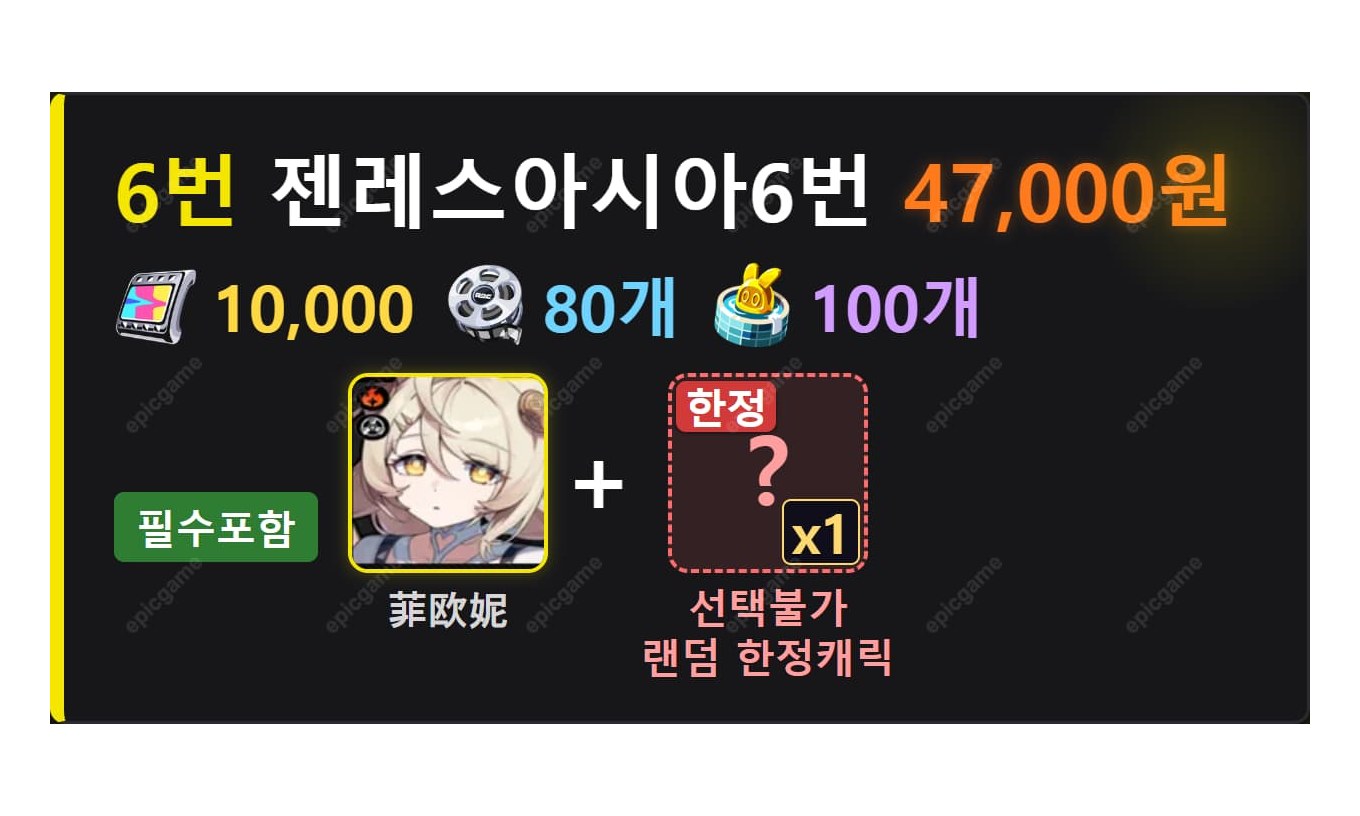 6번 젠레스아시아6번 47,000원
10,000 80개 100개
한정
?
x1
필수포함
+
菲欧妮
선택불가
랜덤 한정캐릭
epicgame